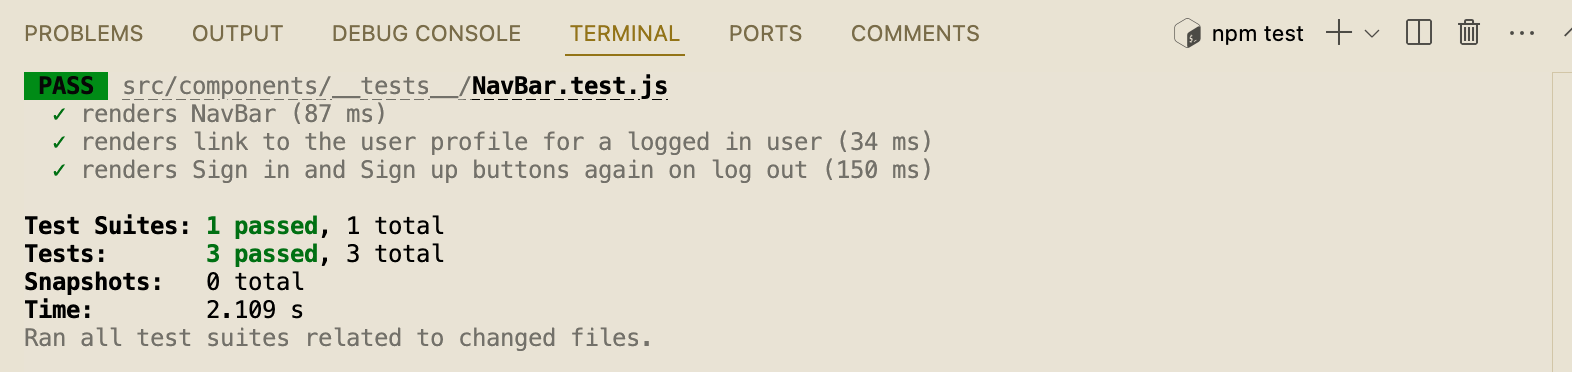 PROBLEMS OUTPUT DEBUG CONSOLE TERMINAL PORTS COMMENTS npm test
PASS src/components/__tests__/NavBar.test.js
✓ renders NavBar (87 ms)
✓ renders link to the user profile for a logged in user (34 ms)
✓ renders Sign in and Sign up buttons again on log out (150 ms)
Test Suites: 1 passed, 1 total
Tests: 3 passed, 3 total
Snapshots: 0 total
Time: 2.109 s
Ran all test suites related to changed files.